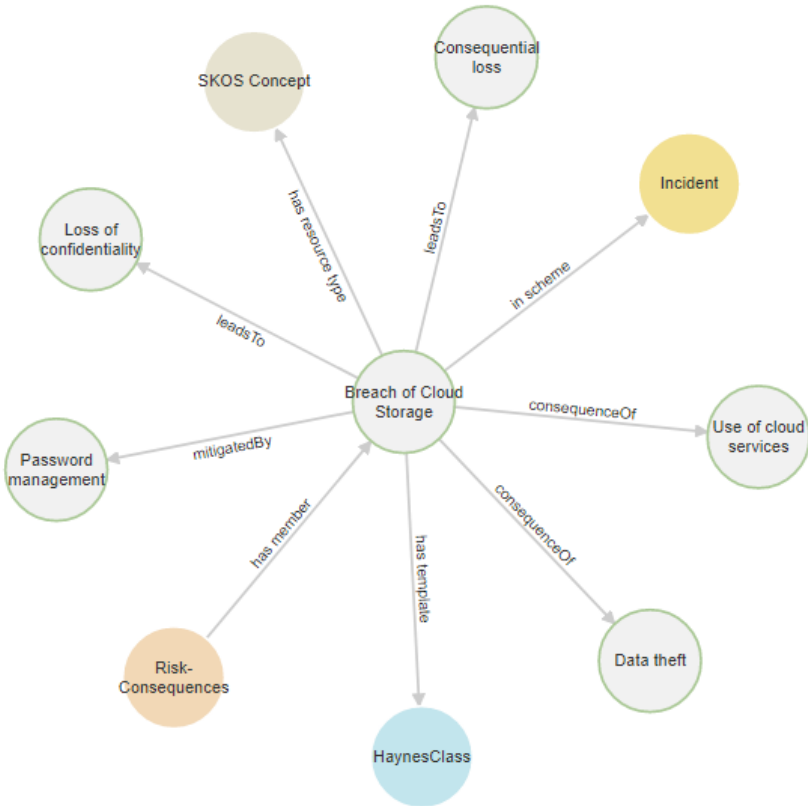 Consequential
loss
SKOS Concept
Incident
Loss of
confidentiality
has resource type
leadsTo
in scheme
leadsTo
Breach of Cloud
Storage
consequenceOf
Use of cloud
services
mitigatedBy
Password
management
has member
has template
consequenceOf
Data theft
Risk-
Consequences
HaynesClass